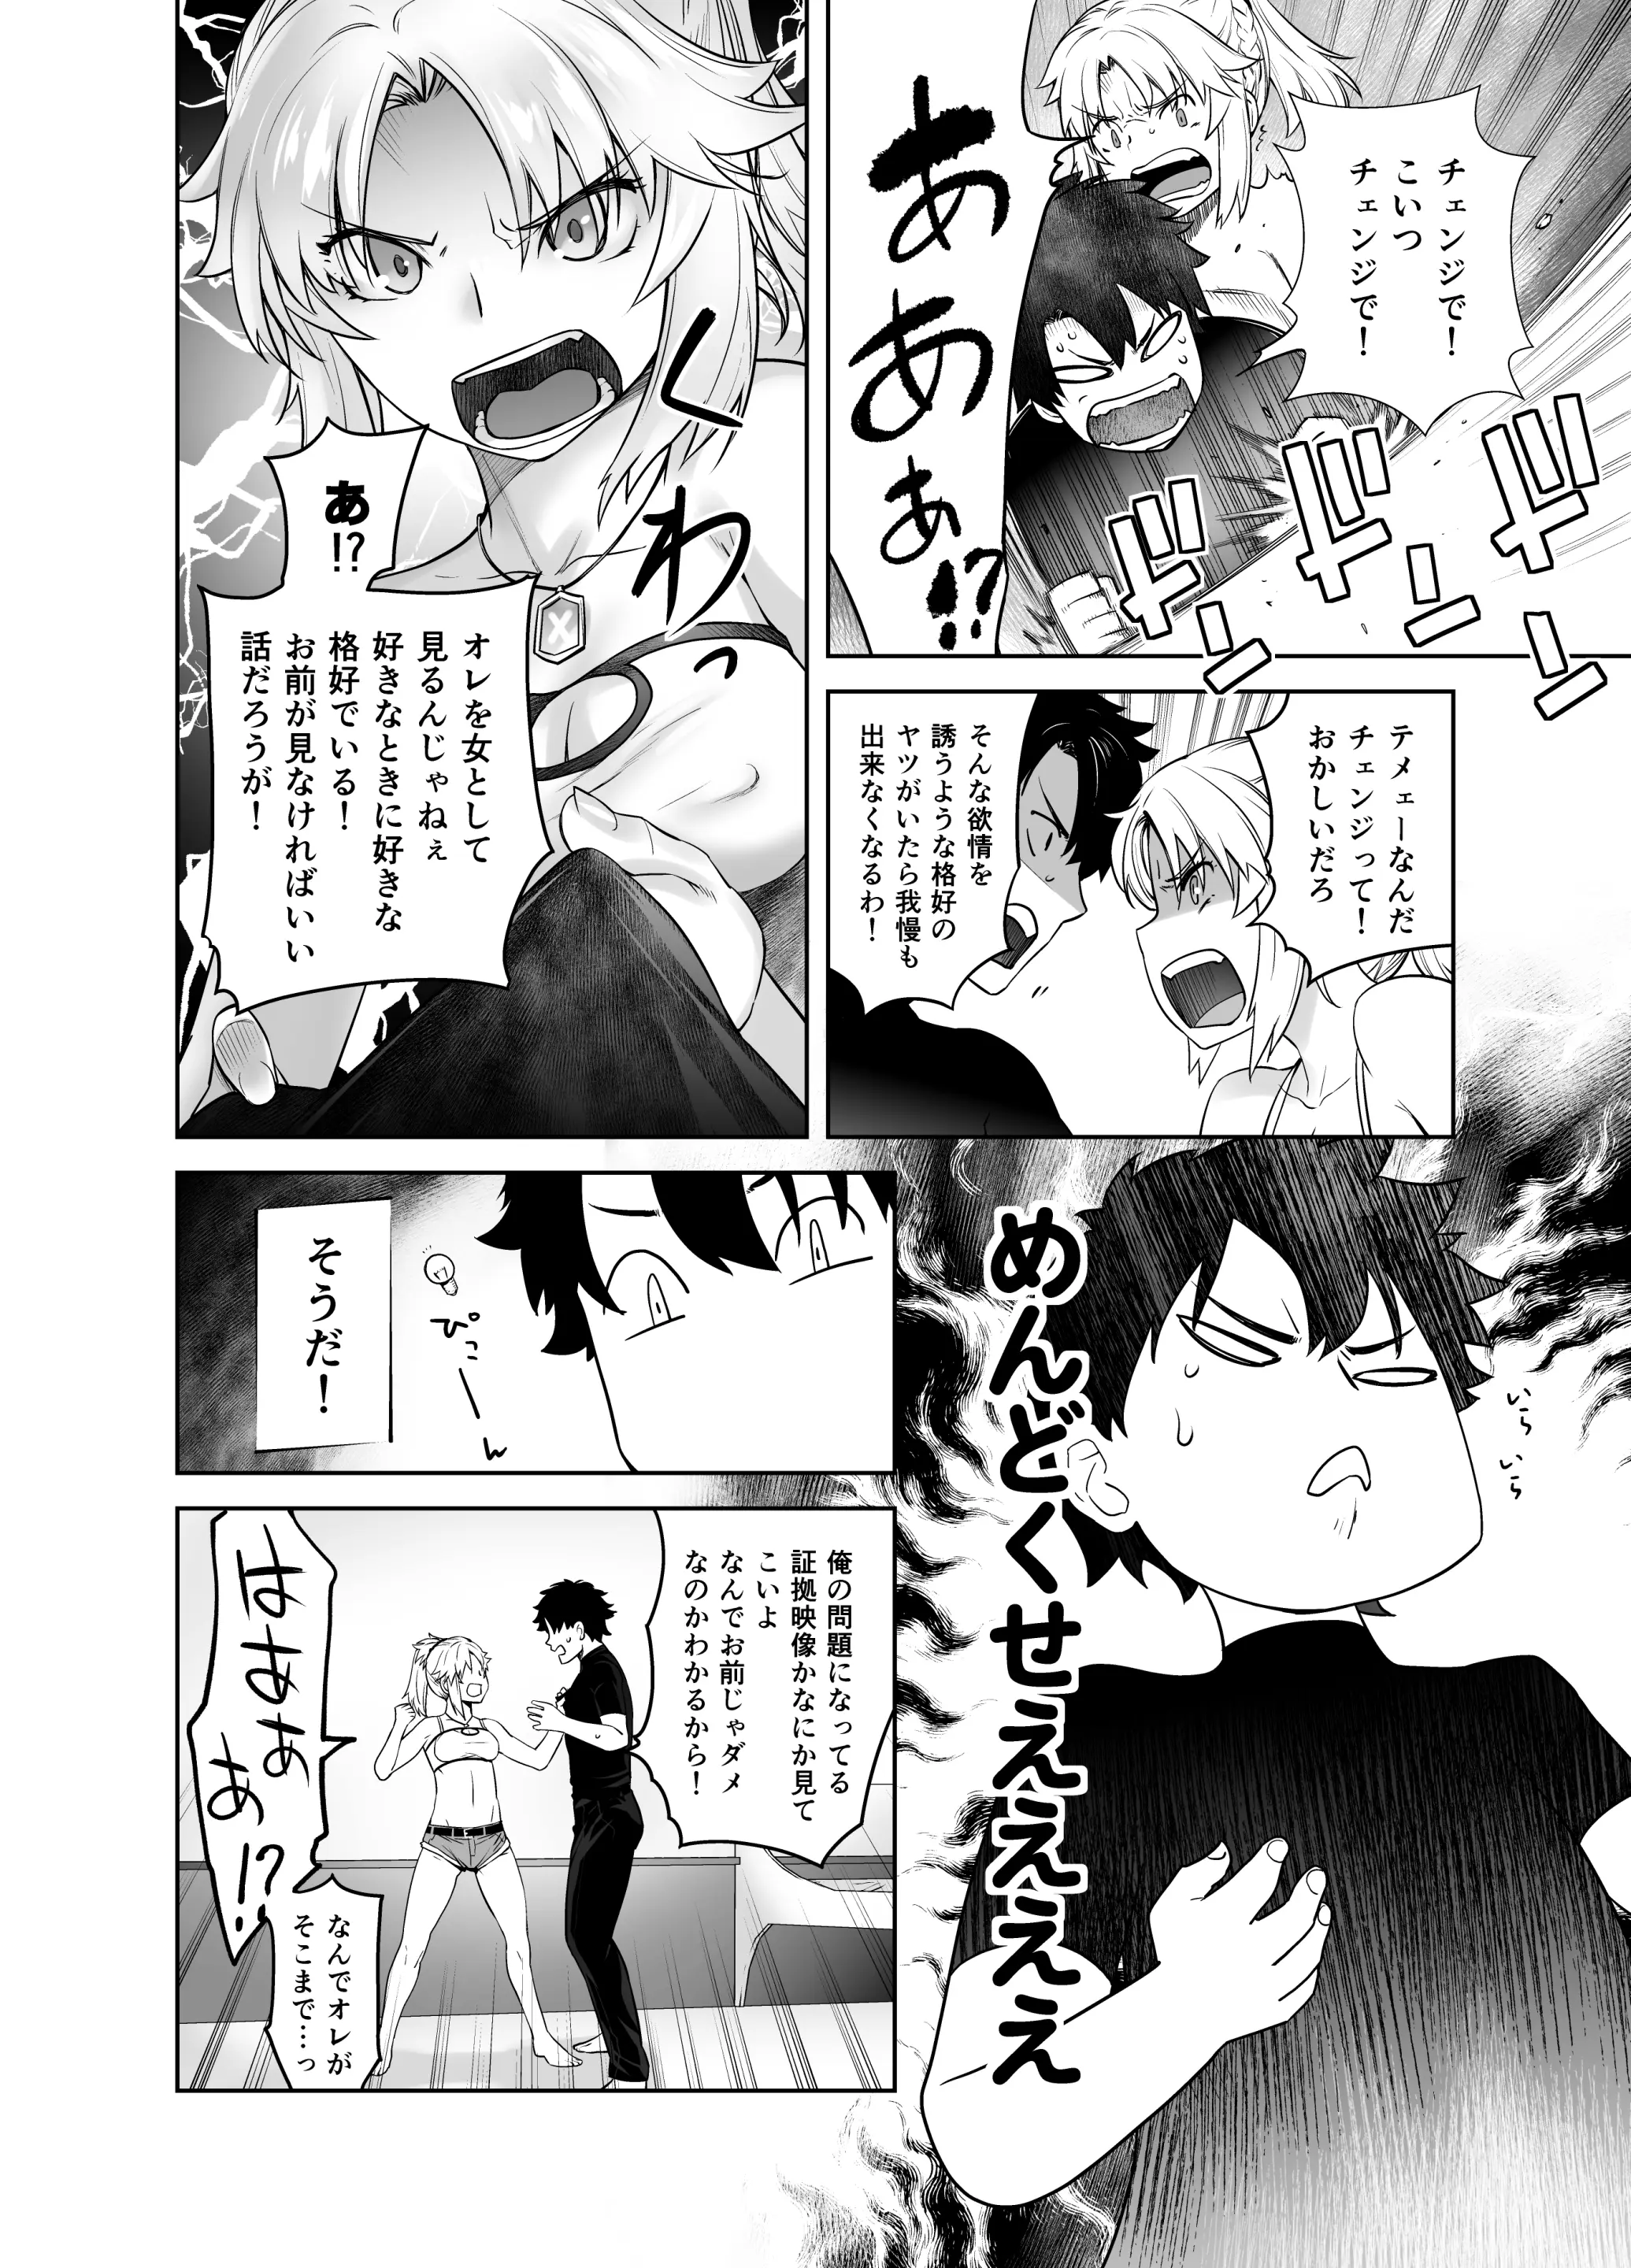 チェンジで!
こいつ
チェンジで!
あああぁ!?
ドンドンドン
テメェーなんだ
チェンジって!
おかしいだろ
そんな欲情を
誘うような格好の
ヤツがいたら我慢も
出来なくなるわ!
くわっ
あ!?
オレを女として
見るんじゃねぇ
好きなときに好きな
格好でいる!
お前が見なければいい
話だろうが!
めんどくせえええええ
いら
いら
そうだ!
ぴこーん
俺の問題になってる
証拠映像かなにか見て
こいよ
なんでお前じゃダメ
なのかわかるから!
はああ
あ!?
なんでオレが
そこまで…っ